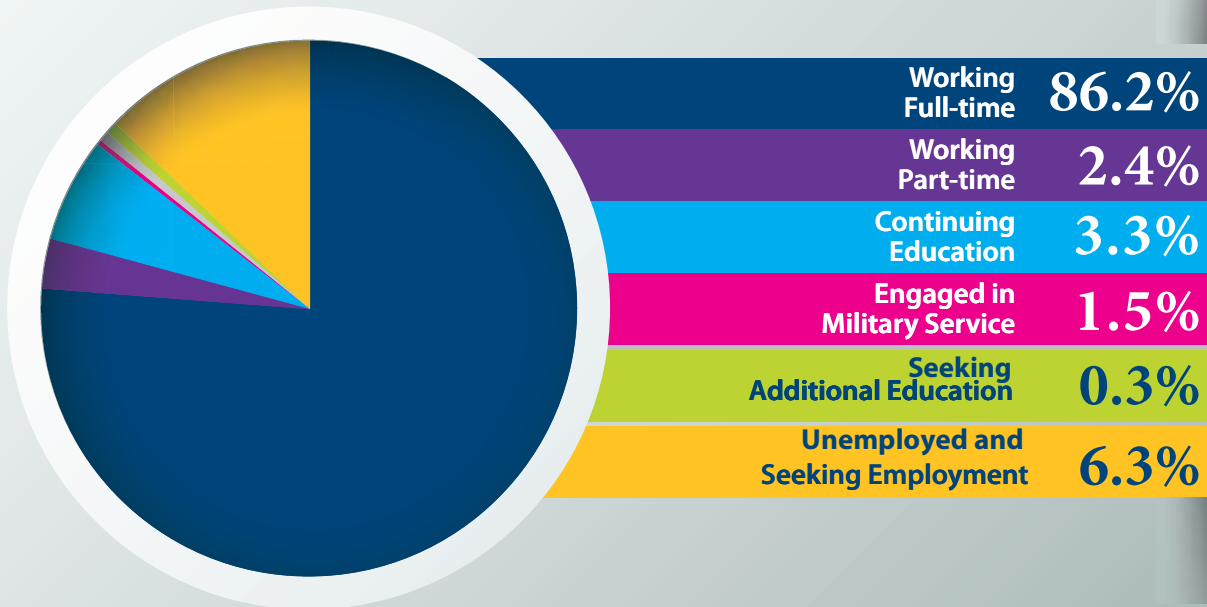 Working
Full-time 86.2%
Working
Part-time 2.4%
Continuing
Education 3.3%
Engaged in
Military Service 1.5%
Seeking
Additional Education 0.3%
Unemployed and
Seeking Employment 6.3%